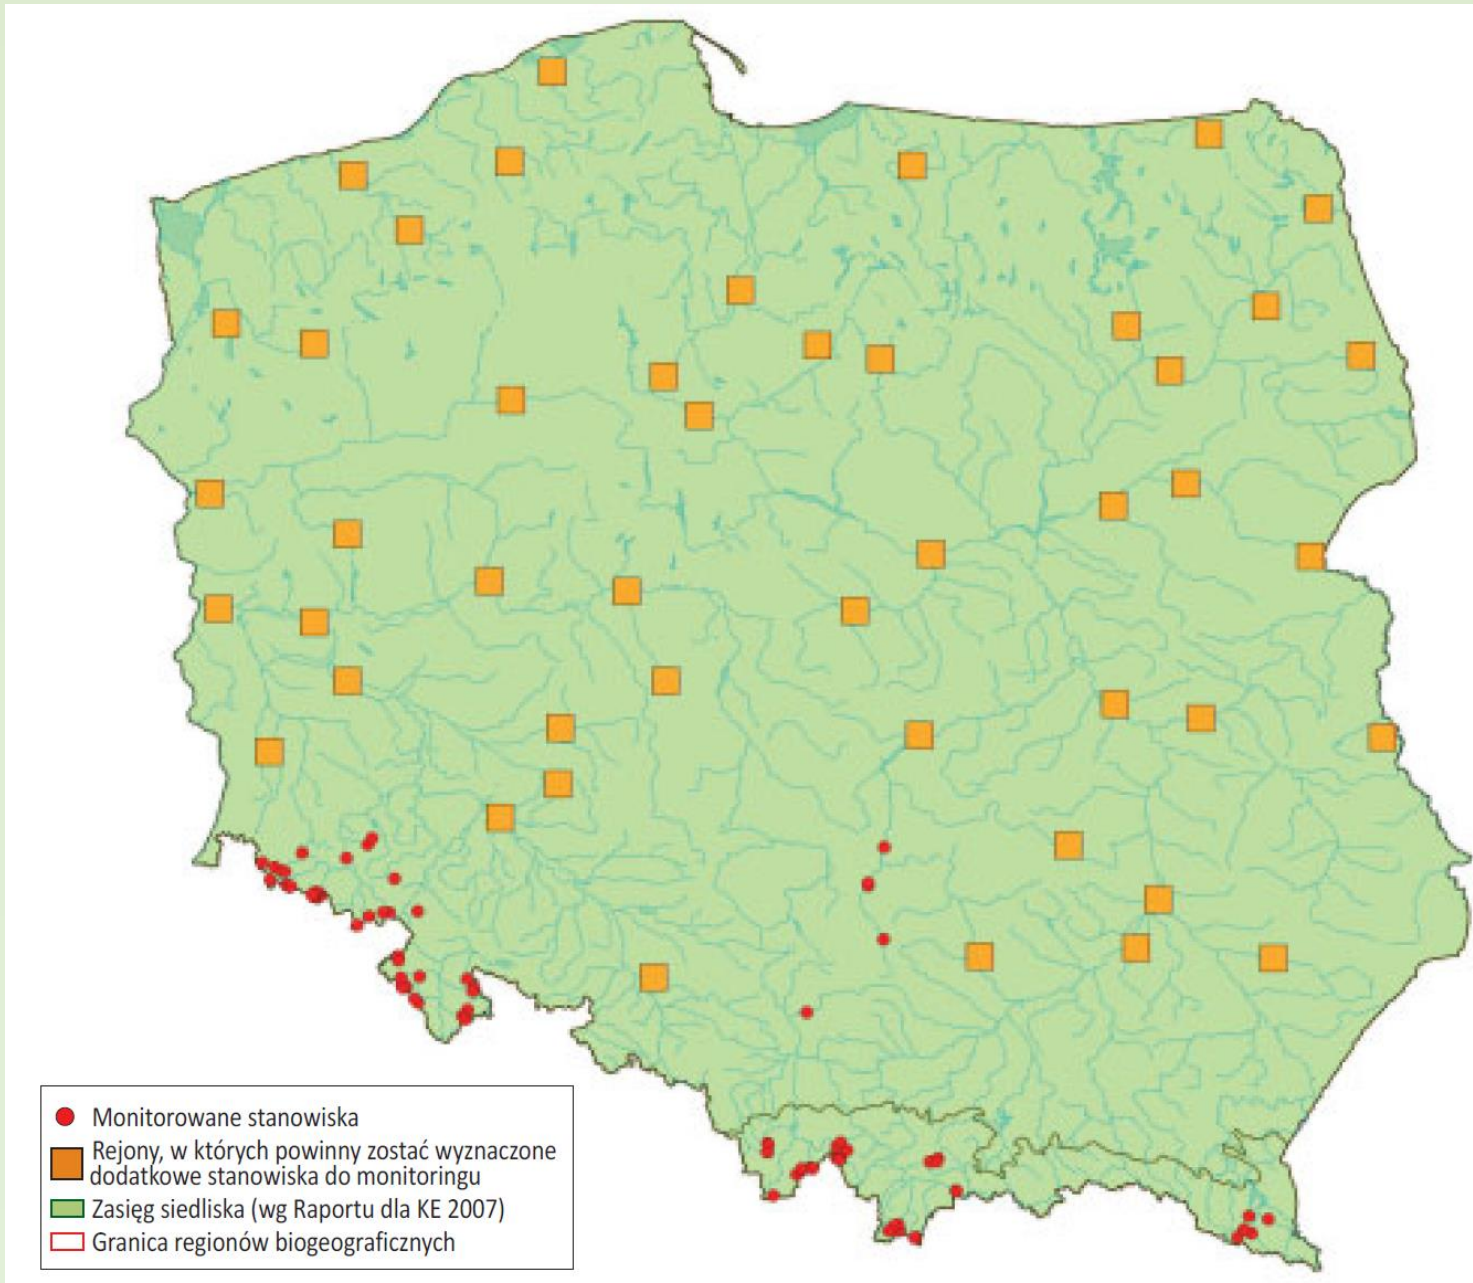 Monitorowane stanowiska
Rejony, w których powinny zostać wyznaczone
dodatkowe stanowiska do monitoringu
Zasięg siedliska (wg Raportu dla KE 2007)
Granica regionów biogeograficznych